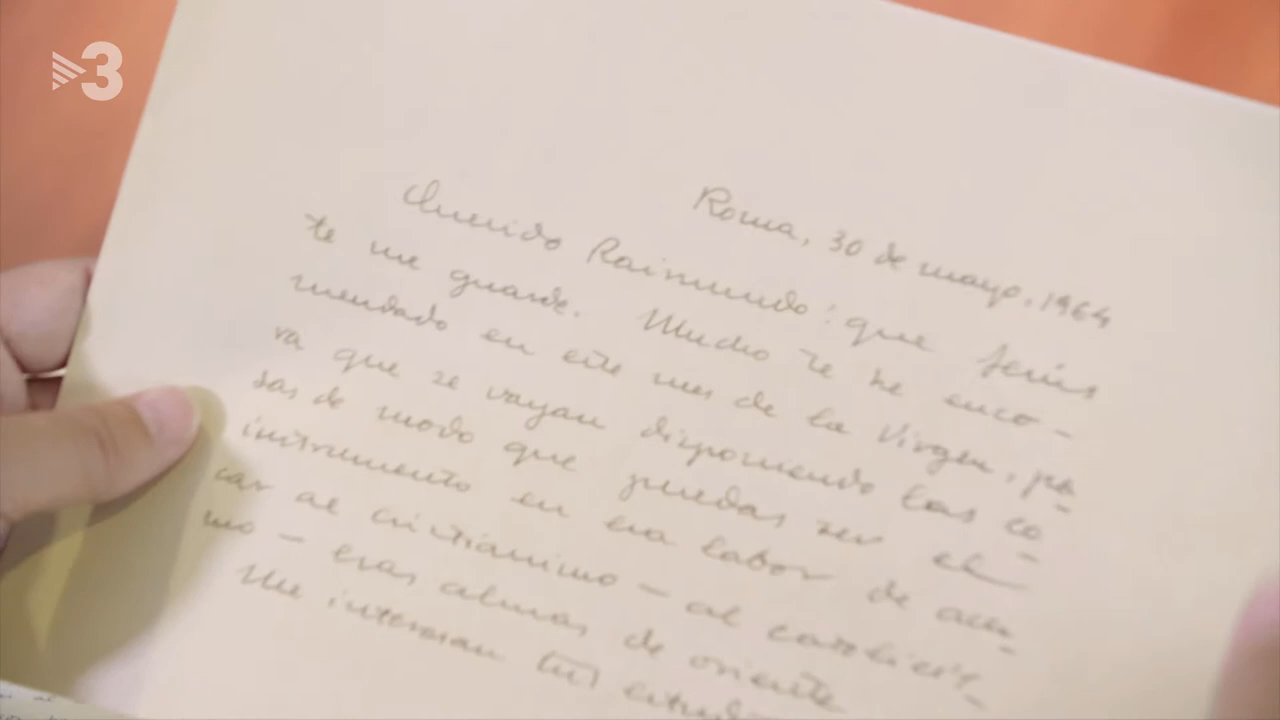 3
Roma, 30 de mayo, 1964
Querido Raimundo: que Jesús
te me guarde. Mucho te he enco-
mendado en este mes de la Virgen, pa-
ra que se vayan disponiendo las co-
sas de modo que puedas ser el
instrumento en esa labor de acer-
car al cristianismo – al catolicis-
mo – esas almas de oriente
Me interesan tus